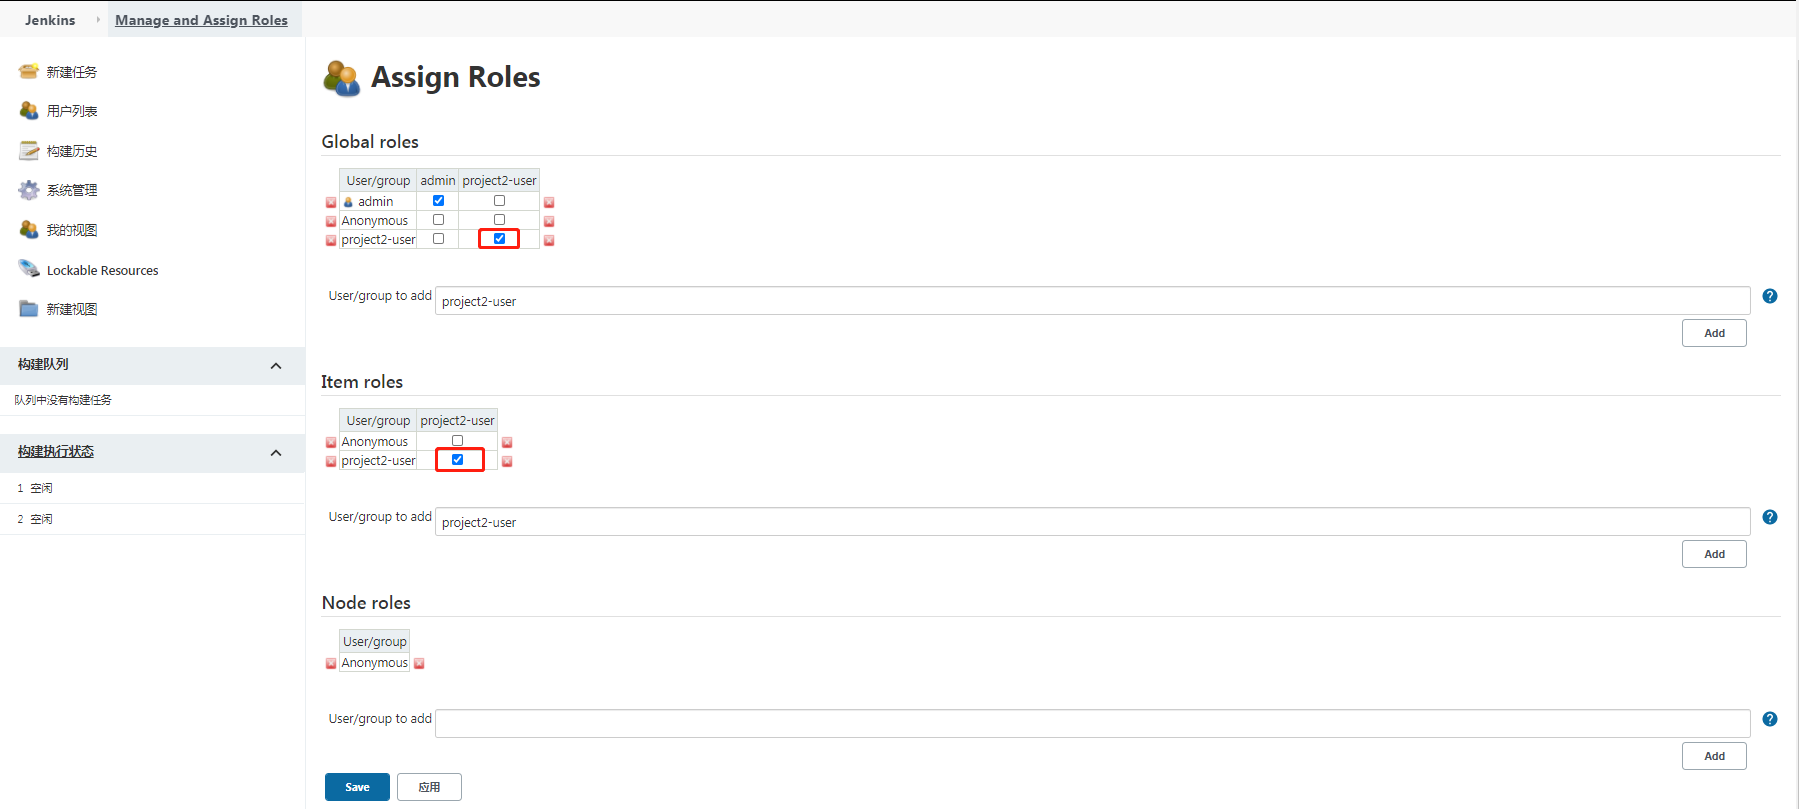 Jenkins Manage and Assign Roles
新建任务
用户列表
构建历史
系统管理
我的视图
Lockable Resources
新建视图
构建队列
队列中没有构建任务
构建执行状态
1 空闲
2 空闲
Assign Roles
Global roles
User/group admin project2-user
admin
Anonymous
project2-user
User/group to add project2-user
Add
Item roles
User/group project2-user
Anonymous
project2-user
User/group to add project2-user
Add
Node roles
User/group
Anonymous
User/group to add
Add
Save 应用